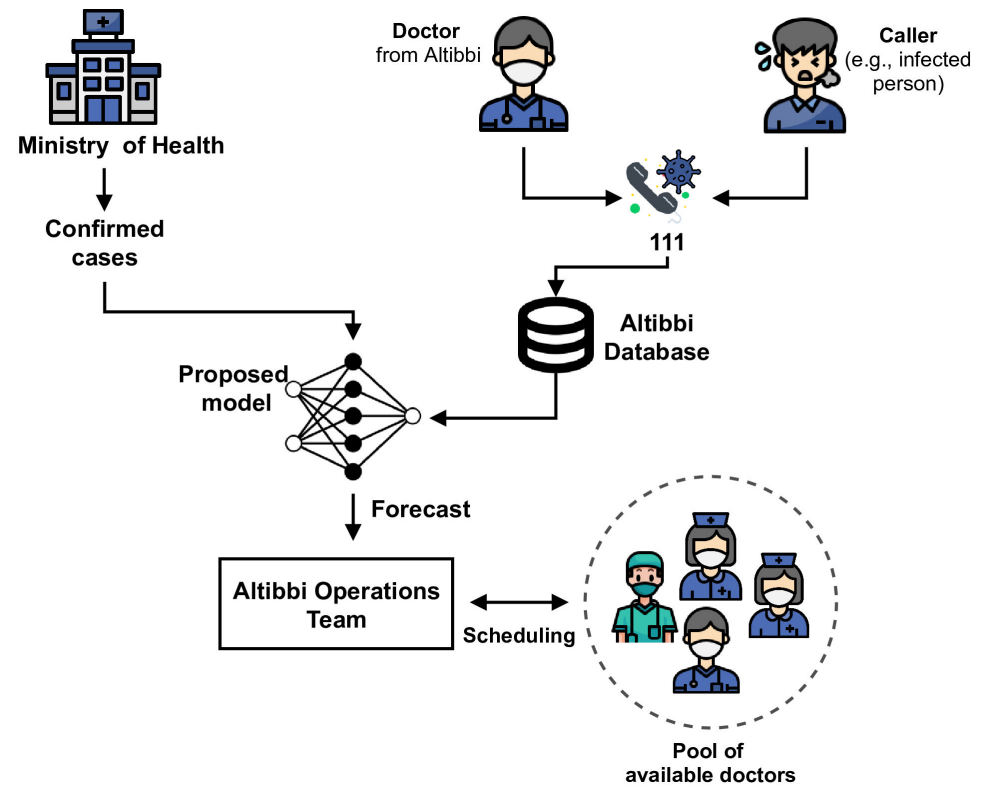 Ministry of Health
Confirmed
cases
Doctor
from Altibbi
Caller
(e.g., infected
person)
111
Altibbi
Database
Proposed
model
Forecast
Altibbi Operations
Team
Scheduling
Pool of
available doctors